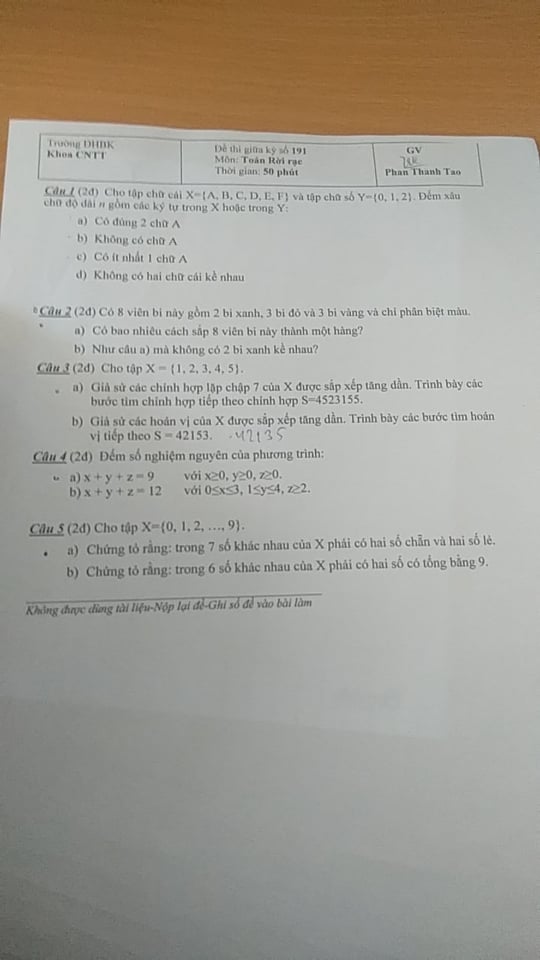 Trường DHBK
Khoa CNTT
Đề thi giữa kỳ số 191
Môn: Toán Rời rạc
Thời gian: 50 phút
GV
Phan Thanh Tao
Câu 1 (2đ) Cho tập chữ cái X={A, B, C, D, E, F} và tập chữ số Y={0, 1, 2}. Đếm xâu
chữ độ dài n gồm các ký tự trong X hoặc trong Y:
a) Có đúng 2 chữ A
b) Không có chữ A
c) Có ít nhất 1 chữ A
d) Không có hai chữ cái kề nhau
Câu 2 (2đ) Có 8 viên bi này gồm 2 bi xanh, 3 bi đỏ và 3 bi vàng và chỉ phân biệt màu.
a) Có bao nhiêu cách sắp 8 viên bi này thành một hàng?
b) Như câu a) mà không có 2 bi xanh kề nhau?
Câu 3 (2đ) Cho tập X = {1, 2, 3, 4, 5}.
a) Giả sử các chỉnh hợp lặp chập 7 của X được sắp xếp tăng dần. Trình bày các
bước tìm chỉnh hợp tiếp theo chỉnh hợp S=4523155.
b) Giả sử các hoán vị của X được sắp xếp tăng dần. Trình bày các bước tìm hoán
vị tiếp theo S = 42153. 42135
Câu 4 (2đ) Đếm số nghiệm nguyên của phương trình:
a) x + y + z = 9 với x≥0, y≥0, z≥0.
b) x + y + z = 12 với 0≤x≤3, 1≤y≤4, z≥2.
Câu 5 (2đ) Cho tập X={0, 1, 2, ..., 9}.
a) Chứng tỏ rằng: trong 7 số khác nhau của X phải có hai số chẵn và hai số lẻ.
b) Chứng tỏ rằng: trong 6 số khác nhau của X phải có hai số có tổng bằng 9.
Không được dùng tài liệu-Nộp lại đề-Ghi số đề vào bài làm